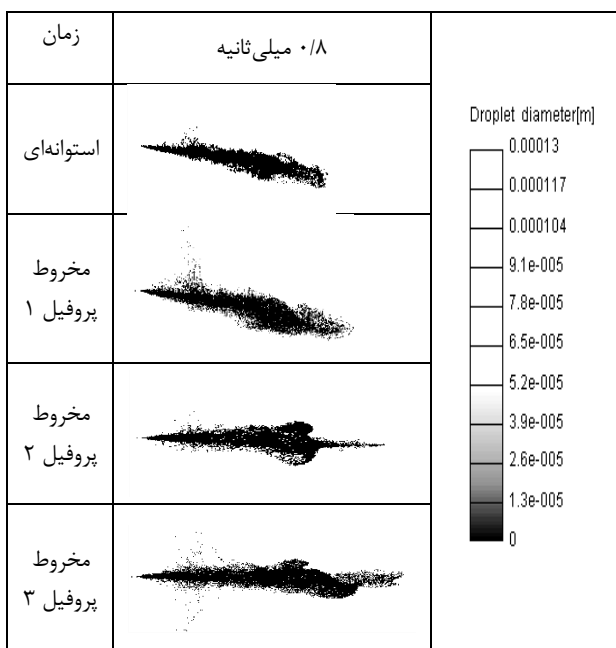 زمان
۰/۸ میلی‌ثانیه
استوانه‌ای
مخروط
پروفیل ۱
مخروط
پروفیل ۲
مخروط
پروفیل ۳
Droplet diameter[m]
0.00013
0.000117
0.000104
9.1e-005
7.8e-005
6.5e-005
5.2e-005
3.9e-005
2.6e-005
1.3e-005
0